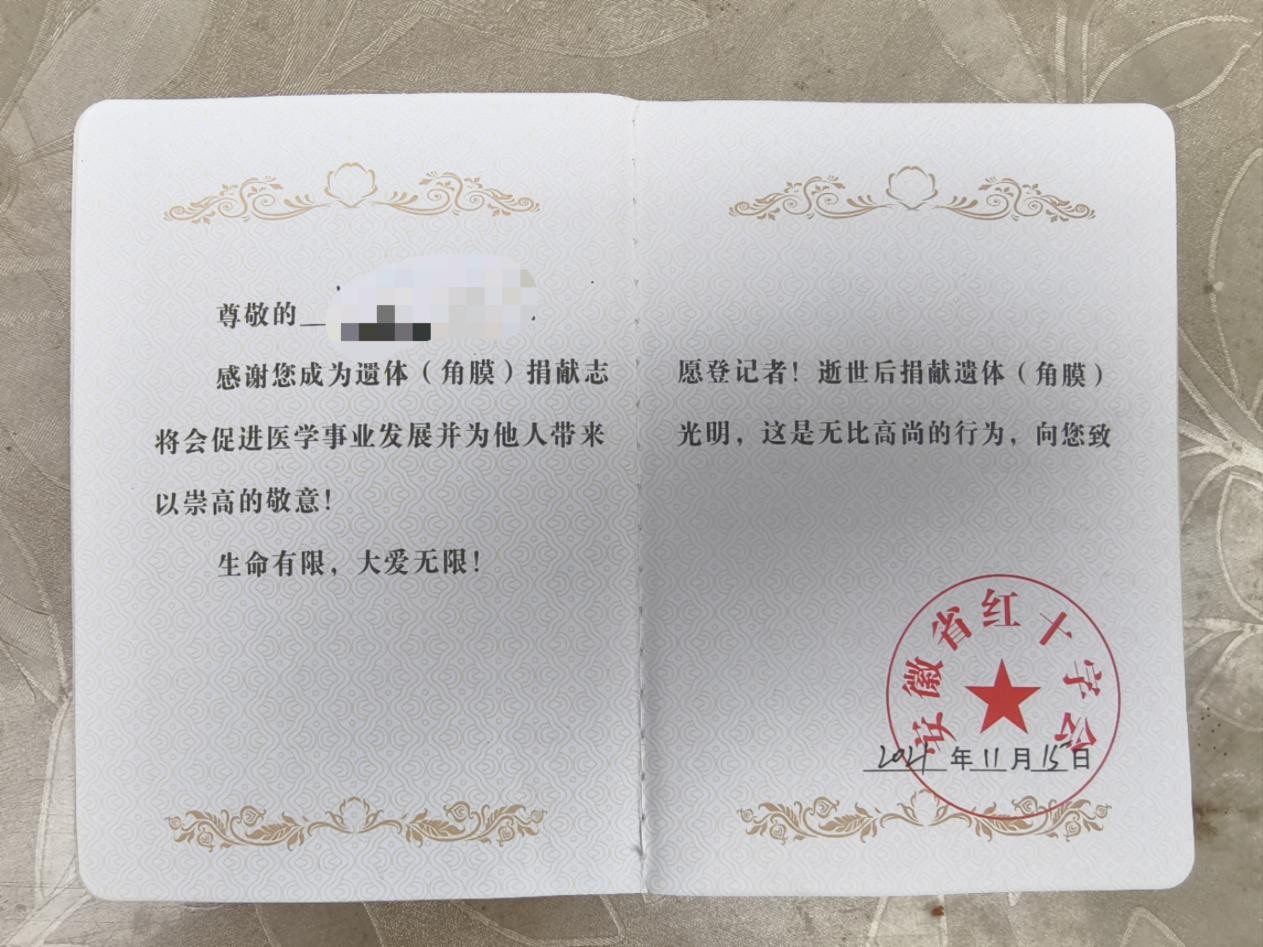 尊敬的
感谢您成为遗体（角膜）捐献志愿登记者！逝世后捐献遗体（角膜）
将会促进医学事业发展并为他人带来光明，这是无比高尚的行为，向您致
以崇高的敬意！
生命有限，大爱无限！
安徽省红十字会
年11月15日